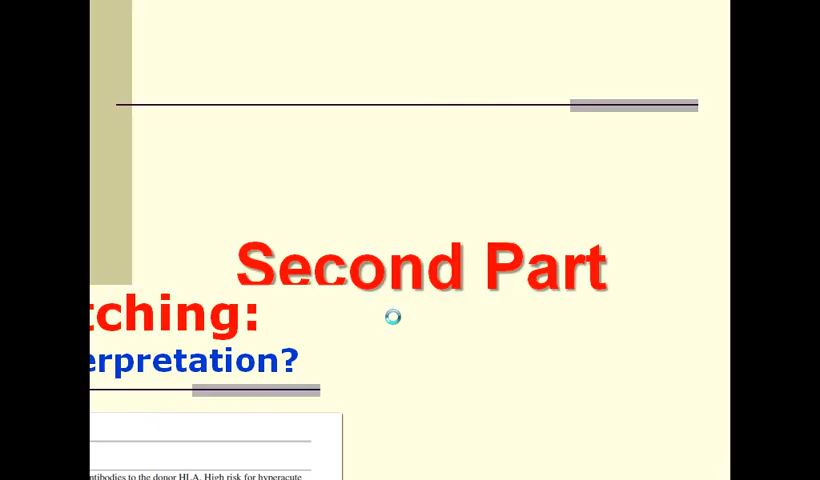 Second Part
tching:
erpretation?
ntibodies to the donor HLA. High risk for hyperacute